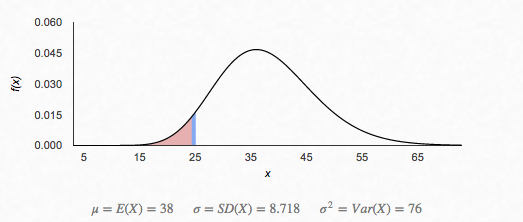 0.060
0.045
0.030
0.015
0.000
f(x)
5 15 25 35 45 55 65
x
μ = E(X) = 38 σ = SD(X) = 8.718 σ² = Var(X) = 76